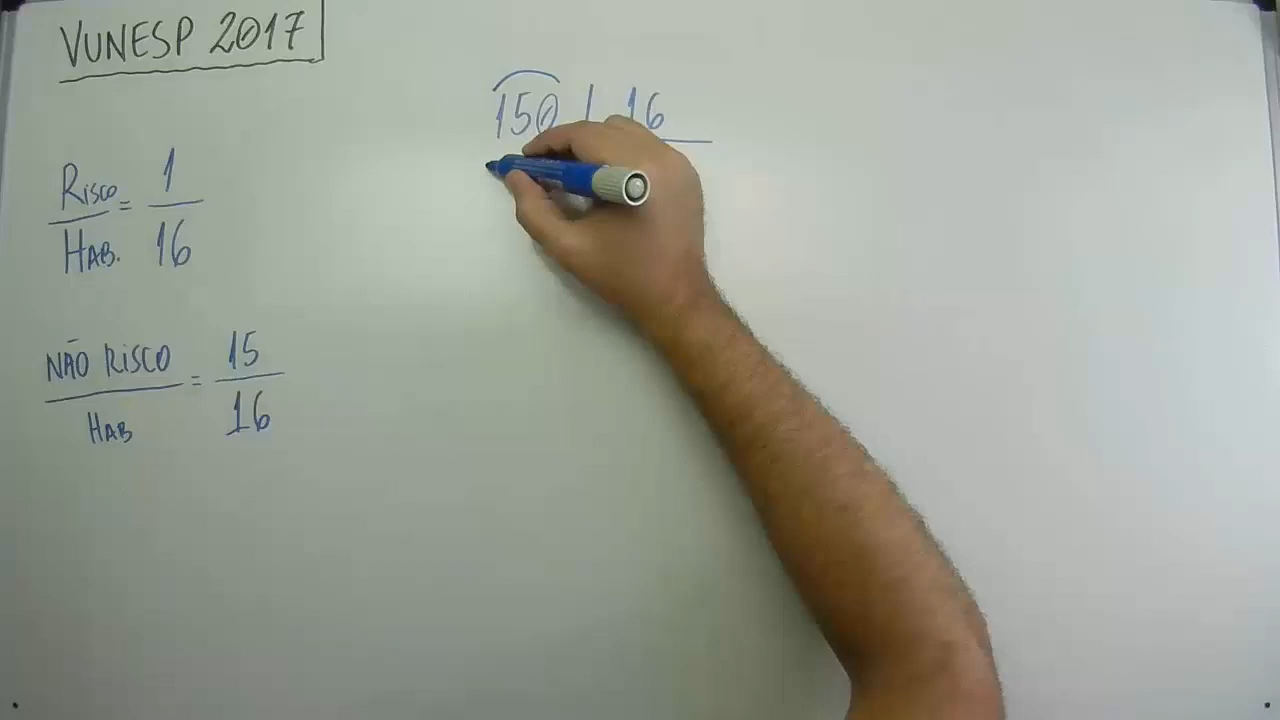 VUNESP 2017
150 | 16
Risco / Hab. = 1 / 16
NÃO RiSCO / HAB = 15 / 16